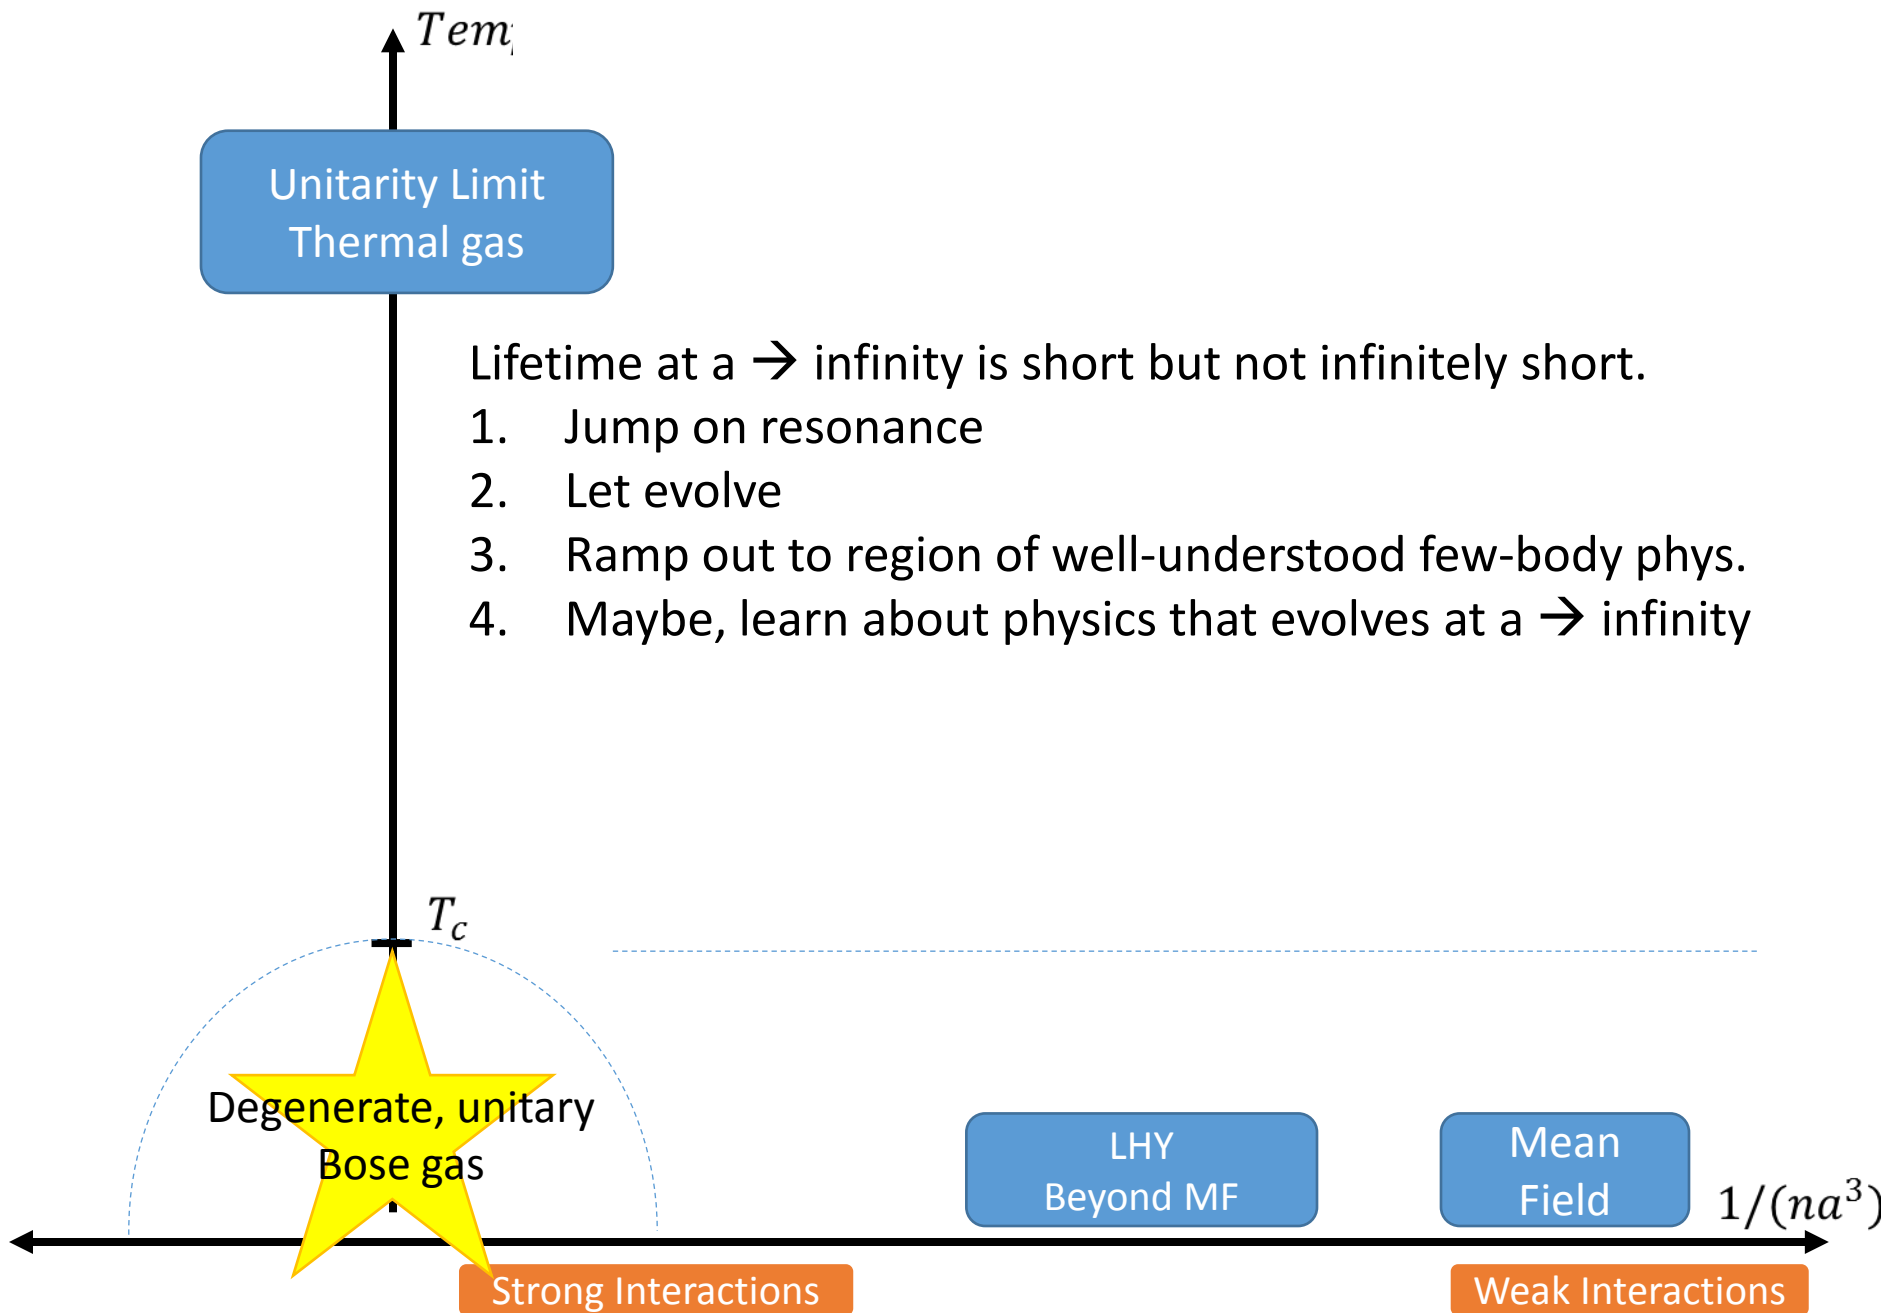 Tem
Unitarity Limit
Thermal gas
Lifetime at a → infinity is short but not infinitely short.
1. Jump on resonance
2. Let evolve
3. Ramp out to region of well-understood few-body phys.
4. Maybe, learn about physics that evolves at a → infinity
T_c
Degenerate, unitary
Bose gas
LHY
Beyond MF
Mean
Field
1/(na³)
Strong Interactions
Weak Interactions